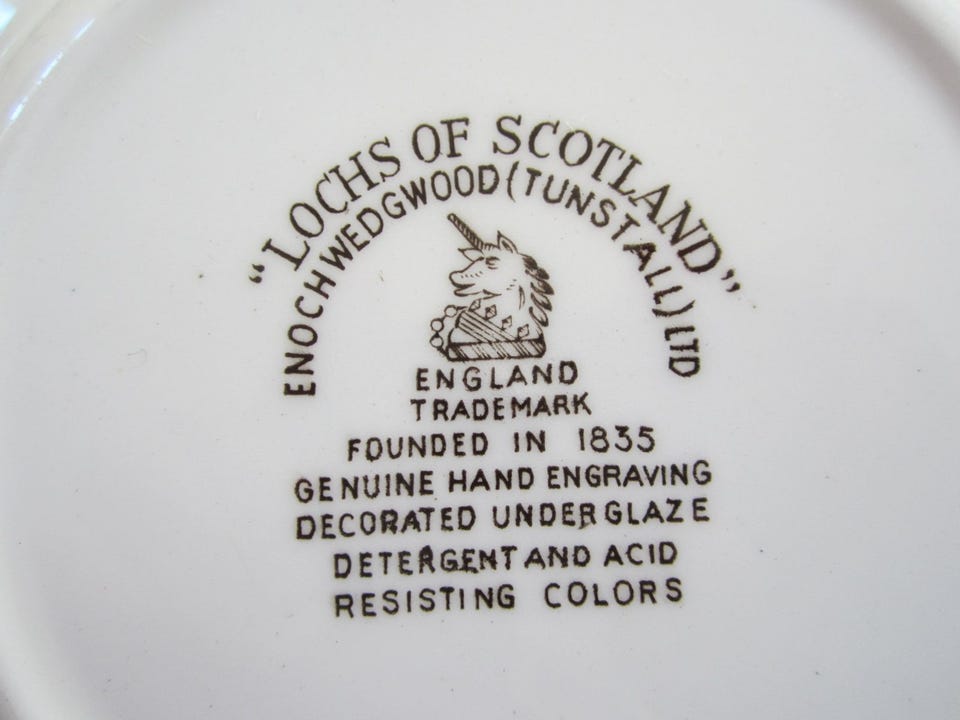 "LOCHS OF SCOTLAND"
ENOCH WEDGWOOD (TUNSTALL) LTD
ENGLAND
TRADEMARK
FOUNDED IN 1835
GENUINE HAND ENGRAVING
DECORATED UNDERGLAZE
DETERGENT AND ACID
RESISTING COLORS